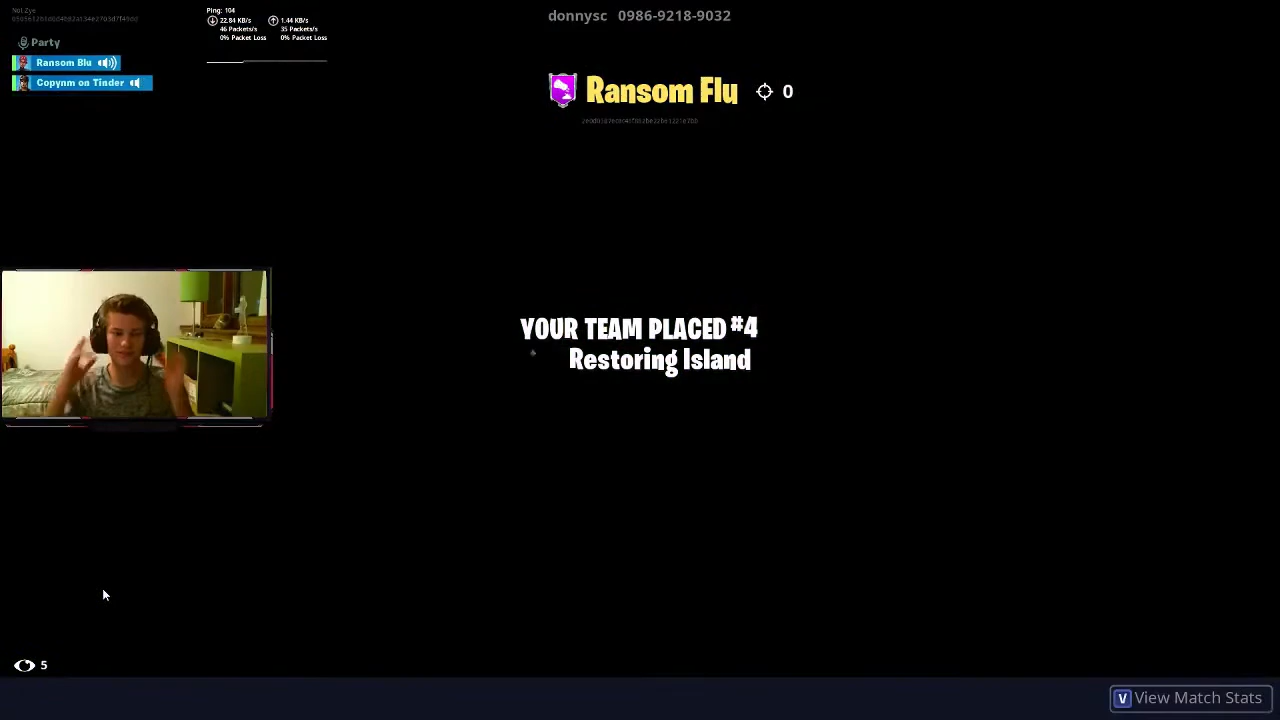 Not Zye
Ping: 104
22.84 KB/s
46 Packets/s
0% Packet Loss
1.44 KB/s
35 Packets/s
0% Packet Loss
donnysc 0986-9218-9032
Party
Ransom Blu
Copynm on Tinder
Ransom Flu 0
YOUR TEAM PLACED #4
Restoring Island
5
V View Match Stats